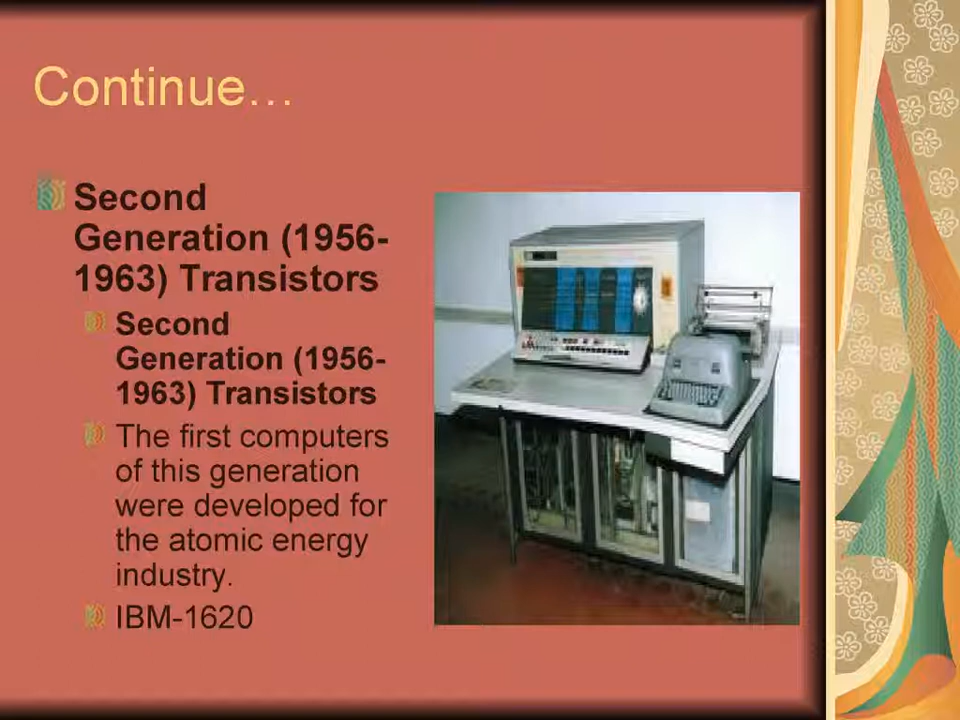 Continue…
Second
Generation (1956-
1963) Transistors
Second
Generation (1956-
1963) Transistors
The first computers
of this generation
were developed for
the atomic energy
industry.
IBM-1620